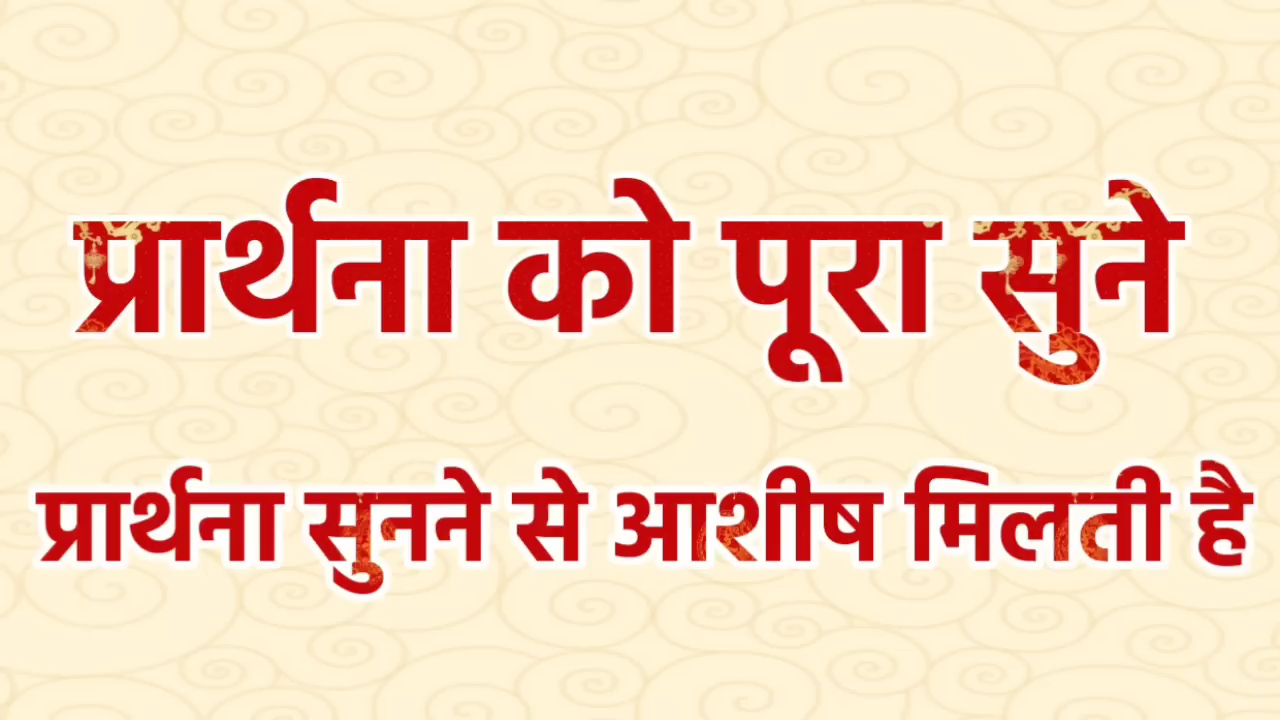 प्रार्थना को पूरा सुने
प्रार्थना सुनने से आशीष मिलती है